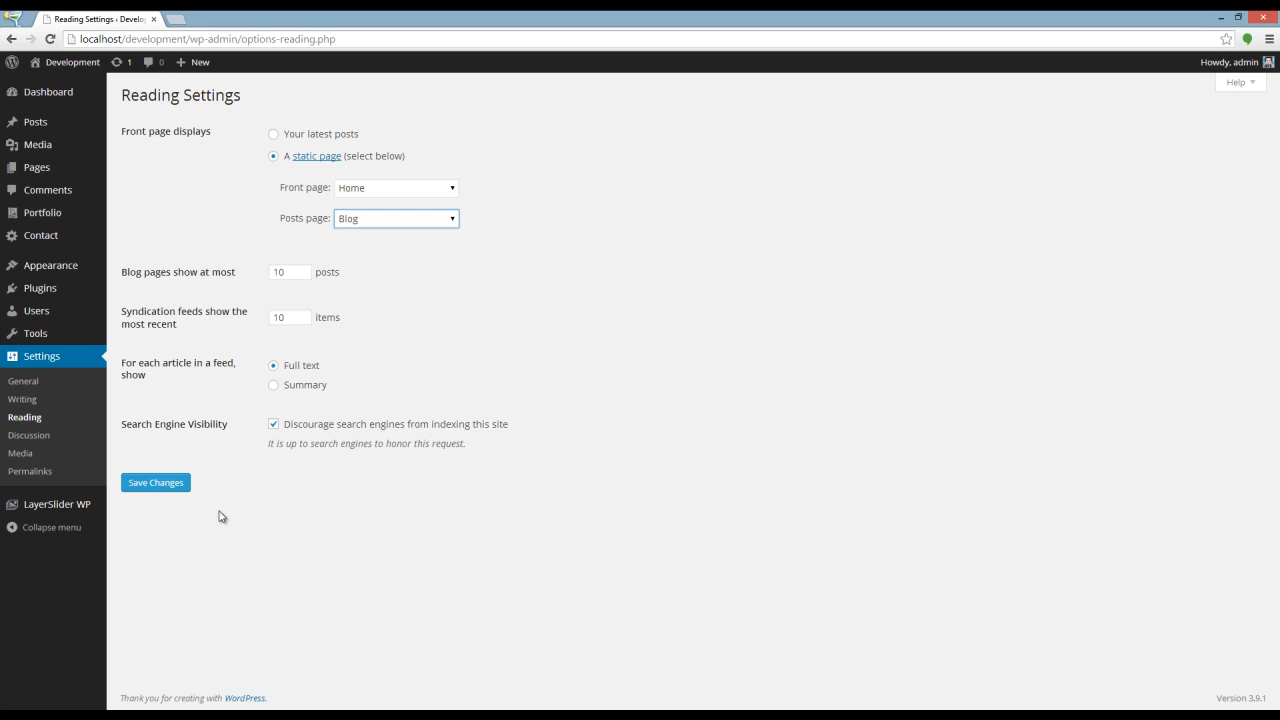 Reading Settings ‹ Develo
localhost/development/wp-admin/options-reading.php
Development 1 0 New Howdy, admin
Help
Dashboard
Posts
Media
Pages
Comments
Portfolio
Contact
Appearance
Plugins
Users
Tools
Settings
General
Writing
Reading
Discussion
Media
Permalinks
LayerSlider WP
Collapse menu
Reading Settings
Front page displays
Your latest posts
A static page (select below)
Front page: Home
Posts page: Blog
Blog pages show at most 10 posts
Syndication feeds show the
most recent
10 items
For each article in a feed,
show
Full text
Summary
Search Engine Visibility
Discourage search engines from indexing this site
It is up to search engines to honor this request.
Save Changes
Thank you for creating with WordPress.
Version 3.9.1